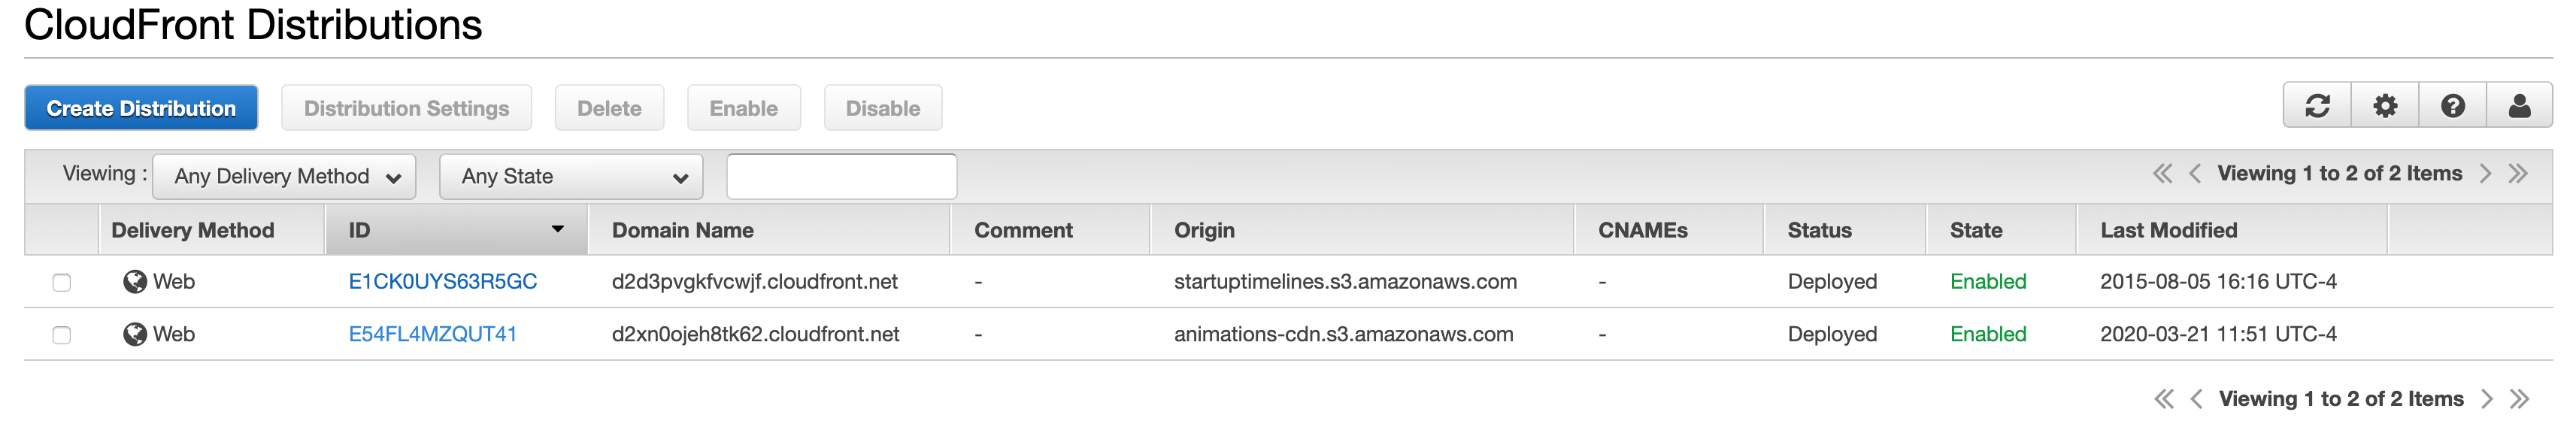 CloudFront Distributions
Create Distribution Distribution Settings Delete Enable Disable
Viewing : Any Delivery Method Any State Viewing 1 to 2 of 2 Items
Delivery Method ID Domain Name Comment Origin CNAMEs Status State Last Modified
Web E1CK0UYS63R5GC d2d3pvgkfvcwjf.cloudfront.net - startuptimelines.s3.amazonaws.com - Deployed Enabled 2015-08-05 16:16 UTC-4
Web E54FL4MZQUT41 d2xn0ojeh8tk62.cloudfront.net - animations-cdn.s3.amazonaws.com - Deployed Enabled 2020-03-21 11:51 UTC-4
Viewing 1 to 2 of 2 Items